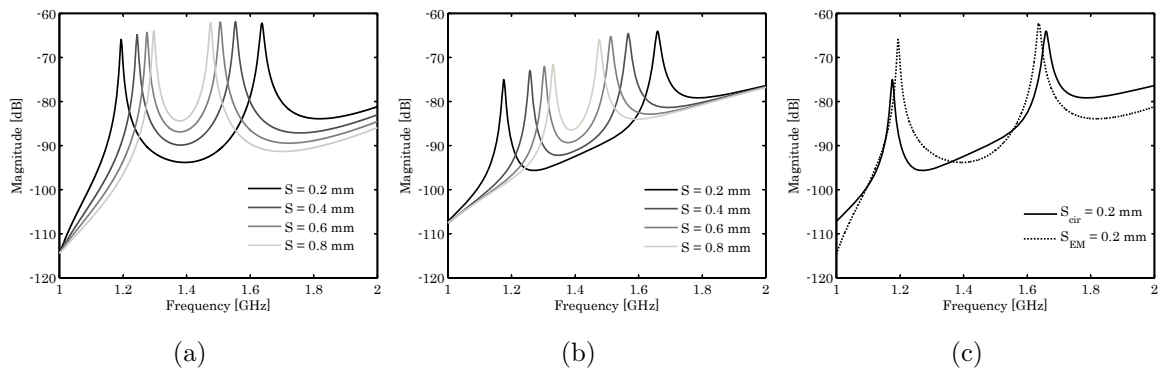 -60
-70
-80
-90
-100
-110
-120
Magnitude [dB]
1
1.2
1.4
1.6
1.8
2
Frequency [GHz]
S = 0.2 mm
S = 0.4 mm
S = 0.6 mm
S = 0.8 mm
(a)
-60
-70
-80
-90
-100
-110
-120
Magnitude [dB]
1
1.2
1.4
1.6
1.8
2
Frequency [GHz]
S = 0.2 mm
S = 0.4 mm
S = 0.6 mm
S = 0.8 mm
(b)
-60
-70
-80
-90
-100
-110
-120
Magnitude [dB]
1
1.2
1.4
1.6
1.8
2
Frequency [GHz]
S_cir = 0.2 mm
S_EM = 0.2 mm
(c)